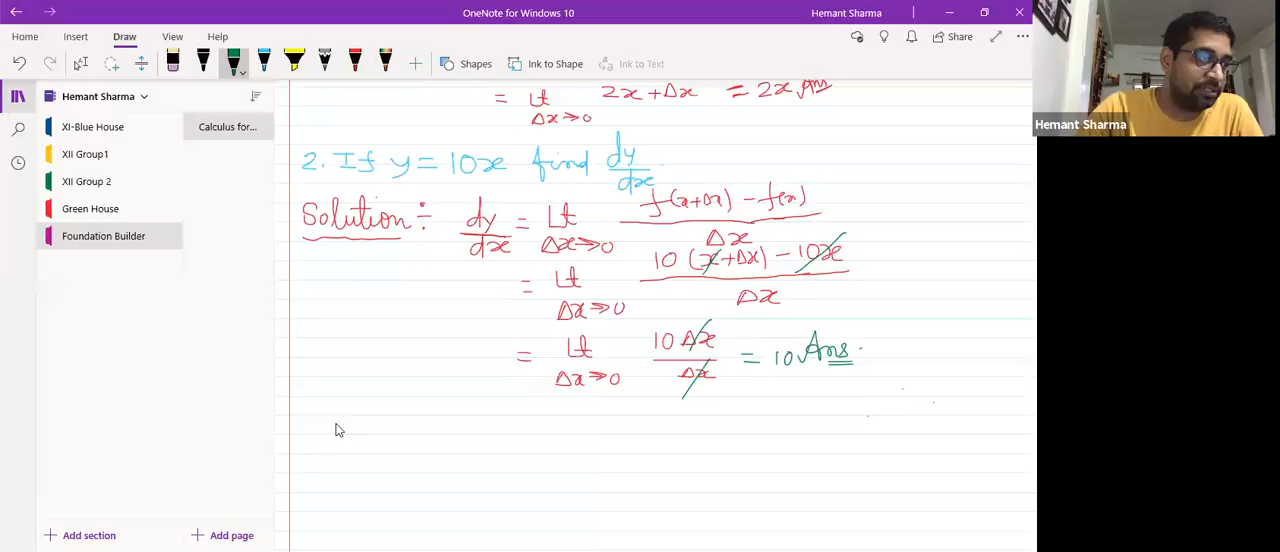 OneNote for Windows 10
Hemant Sharma
Home Insert Draw View Help
Share
Shapes
Ink to Shape
Ink to Text
Hemant Sharma
XI-Blue House
XII Group1
XII Group 2
Green House
Foundation Builder
Calculus for...
Add section
Add page
= Lt Δx→0 2x+Δx = 2x Ans
2. If y = 10x find dy/dx.
Solution:- dy/dx = Lt Δx→0 f(x+Δx) - f(x) / Δx
= Lt Δx→0 10 (x+Δx) - 10x / Δx
= Lt Δx→0 10 Δx / Δx = 10 Ans.
Hemant Sharma